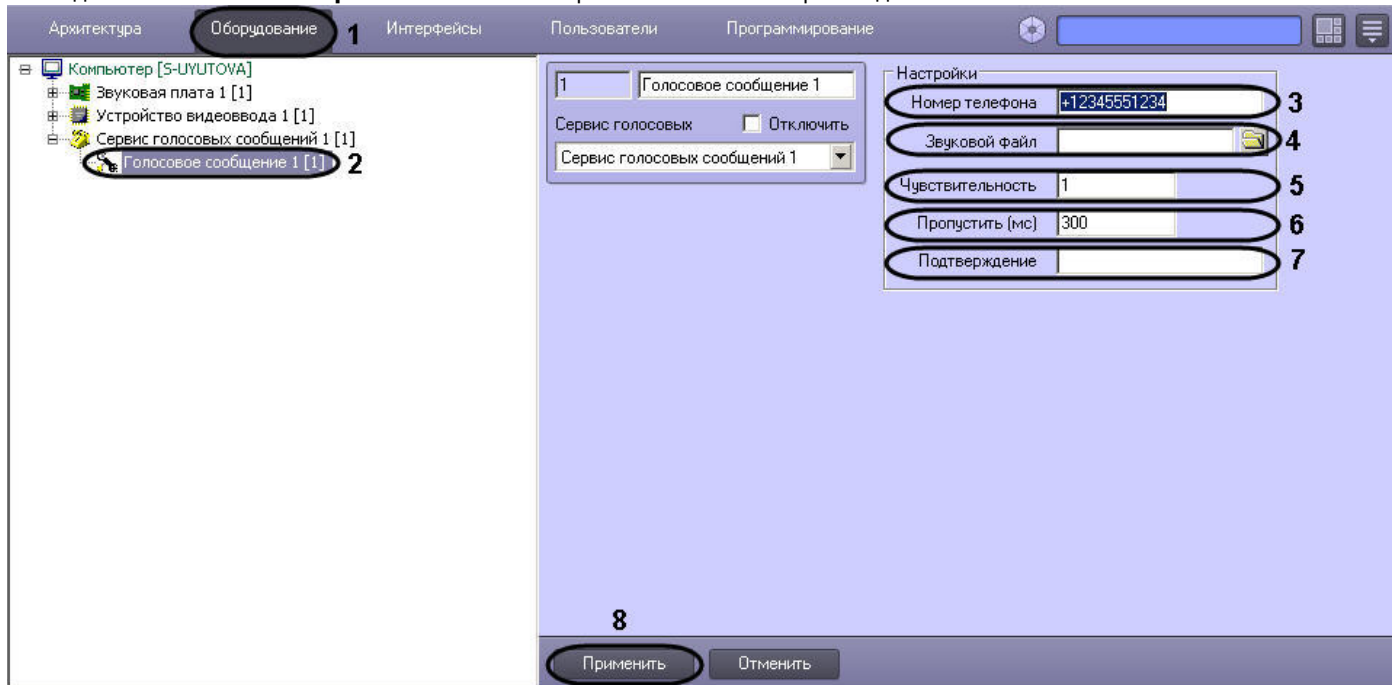 Архитектура Оборудование 1 Интерфейсы Пользователи Программирование
Компьютер [S-UYUTOVA]
Звуковая плата 1 [1]
Устройство видеоввода 1 [1]
Сервис голосовых сообщений 1 [1]
Голосовое сообщение 1 [1] 2
1 Голосовое сообщение 1
Сервис голосовых Отключить
Сервис голосовых сообщений 1
Настройки
Номер телефона +12345551234 3
Звуковой файл 4
Чувствительность 1 5
Пропустить (мс) 300 6
Подтверждение 7
8
Применить Отменить